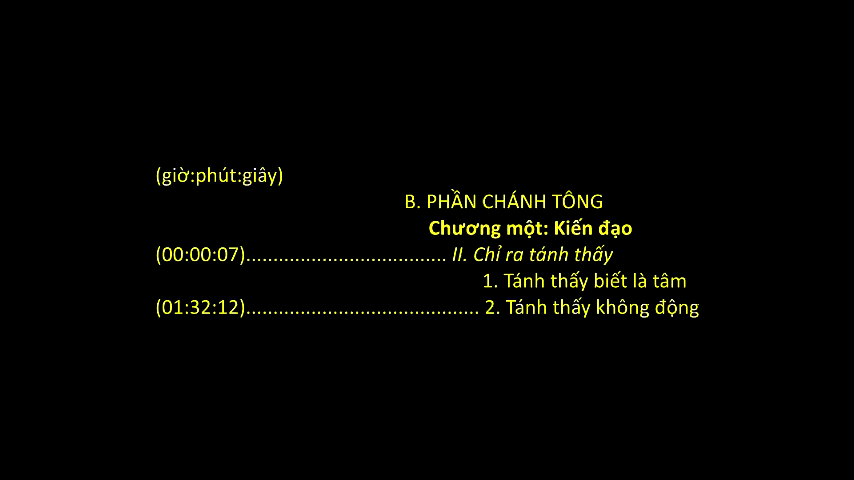 (giờ:phút:giây)
B. PHẦN CHÁNH TÔNG
Chương một: Kiến đạo
(00:00:07)..................................... II. Chỉ ra tánh thấy
1. Tánh thấy biết là tâm
(01:32:12)........................................... 2. Tánh thấy không động